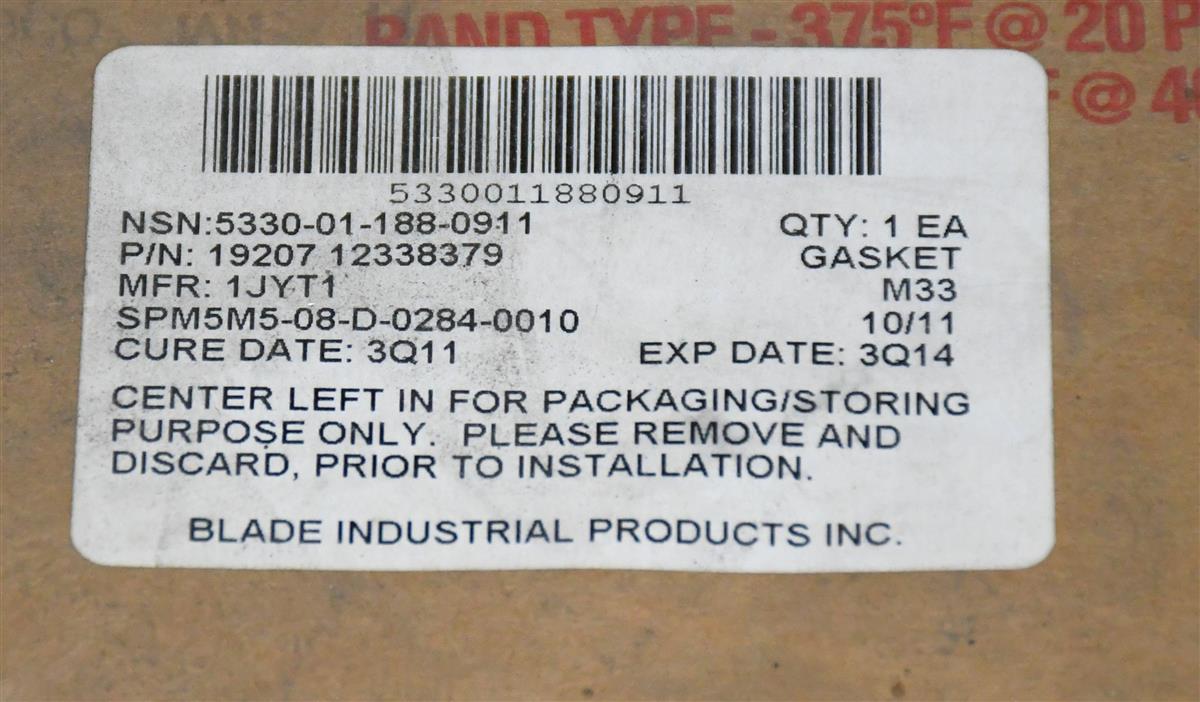 BAND TYPE - 375°F @ 20 P
F @ 4
5330011880911
NSN:5330-01-188-0911 QTY: 1 EA
P/N: 19207 12338379 GASKET
MFR: 1JYT1 M33
SPM5M5-08-D-0284-0010 10/11
CURE DATE: 3Q11 EXP DATE: 3Q14
CENTER LEFT IN FOR PACKAGING/STORING
PURPOSE ONLY. PLEASE REMOVE AND
DISCARD, PRIOR TO INSTALLATION.
BLADE INDUSTRIAL PRODUCTS INC.